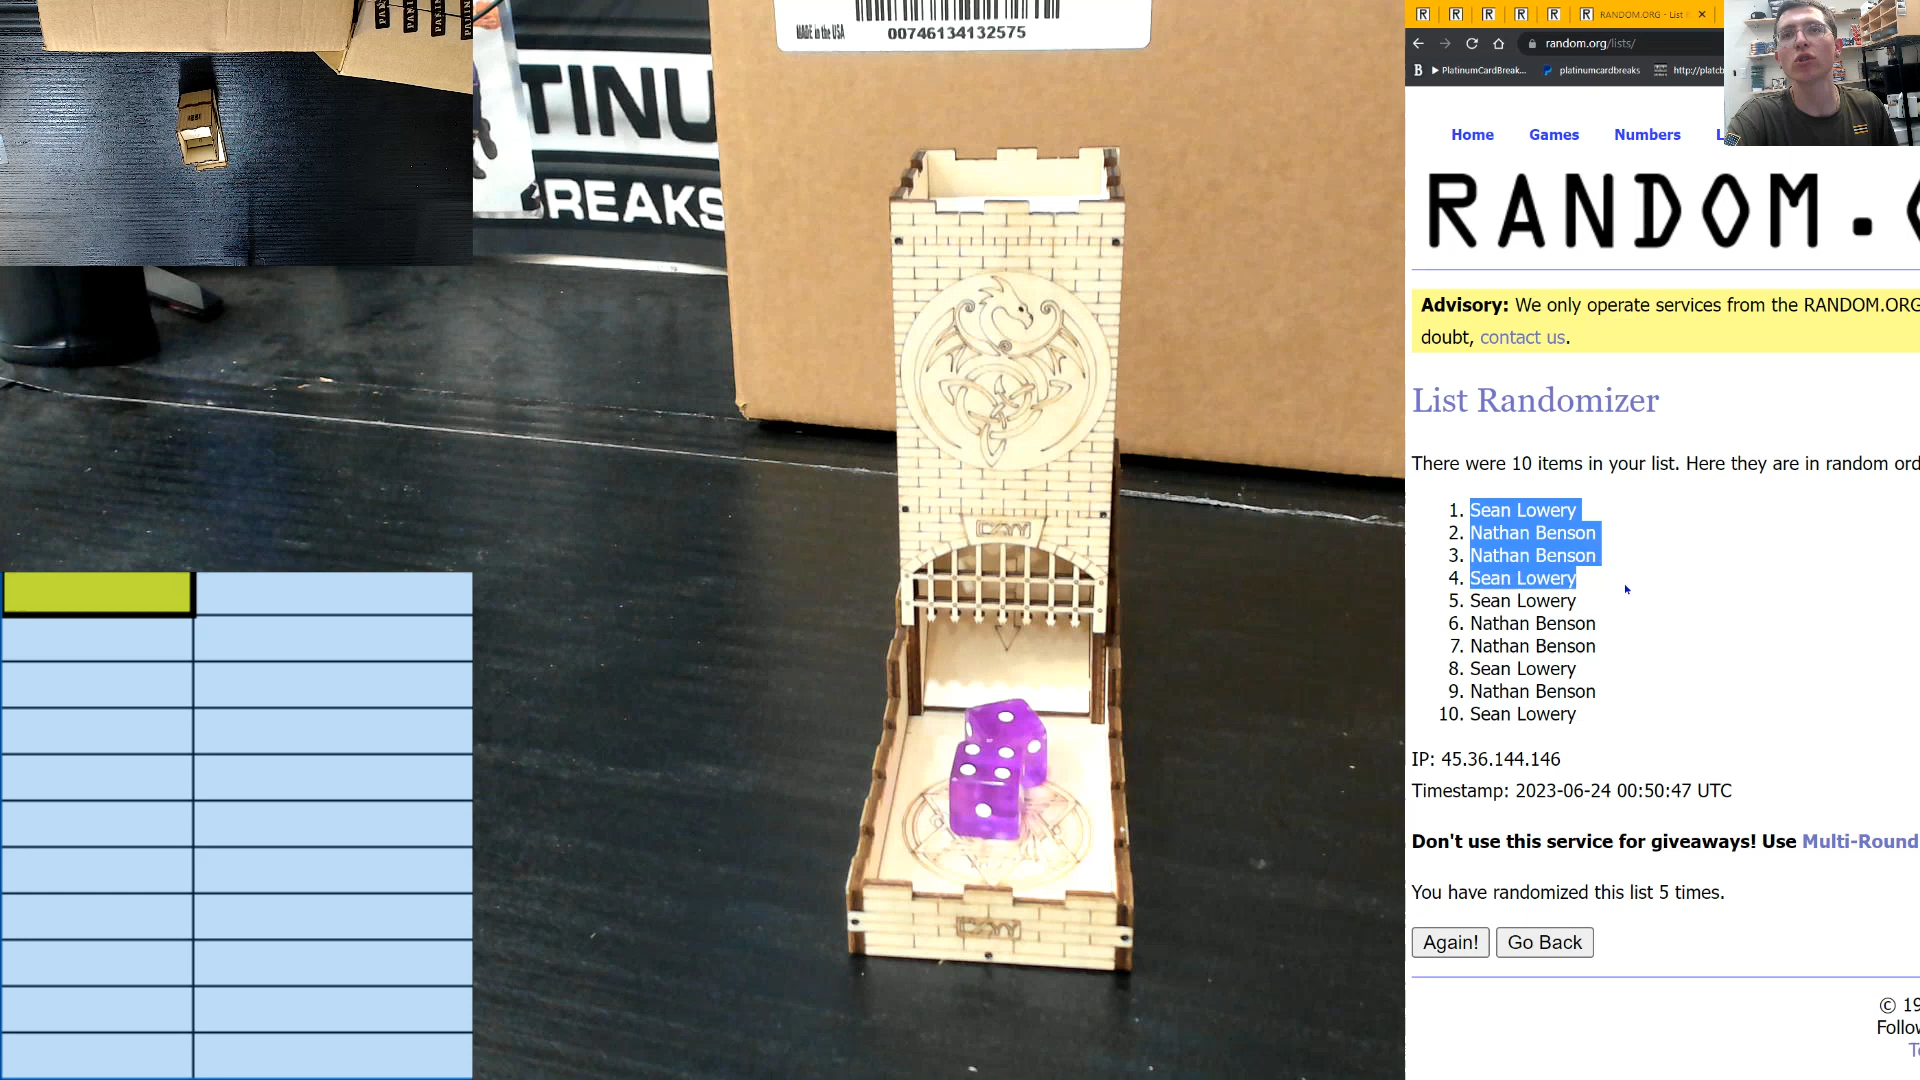 PANINI
MADE in the USA
00746134132575
TINU
BREAKS
RANDOM.ORG - List
random.org/lists/
PlatinumCardBreak...
platinumcardbreaks
http://platcb
Home
Games
Numbers
L
RANDOM.
Advisory: We only operate services from the RANDOM.ORG
doubt, contact us.
List Randomizer
There were 10 items in your list. Here they are in random ord
1. Sean Lowery
2. Nathan Benson
3. Nathan Benson
4. Sean Lowery
5. Sean Lowery
6. Nathan Benson
7. Nathan Benson
8. Sean Lowery
9. Nathan Benson
10. Sean Lowery
IP: 45.36.144.146
Timestamp: 2023-06-24 00:50:47 UTC
Don't use this service for giveaways! Use Multi-Round
You have randomized this list 5 times.
Again!
Go Back
© 19
Follow
Te